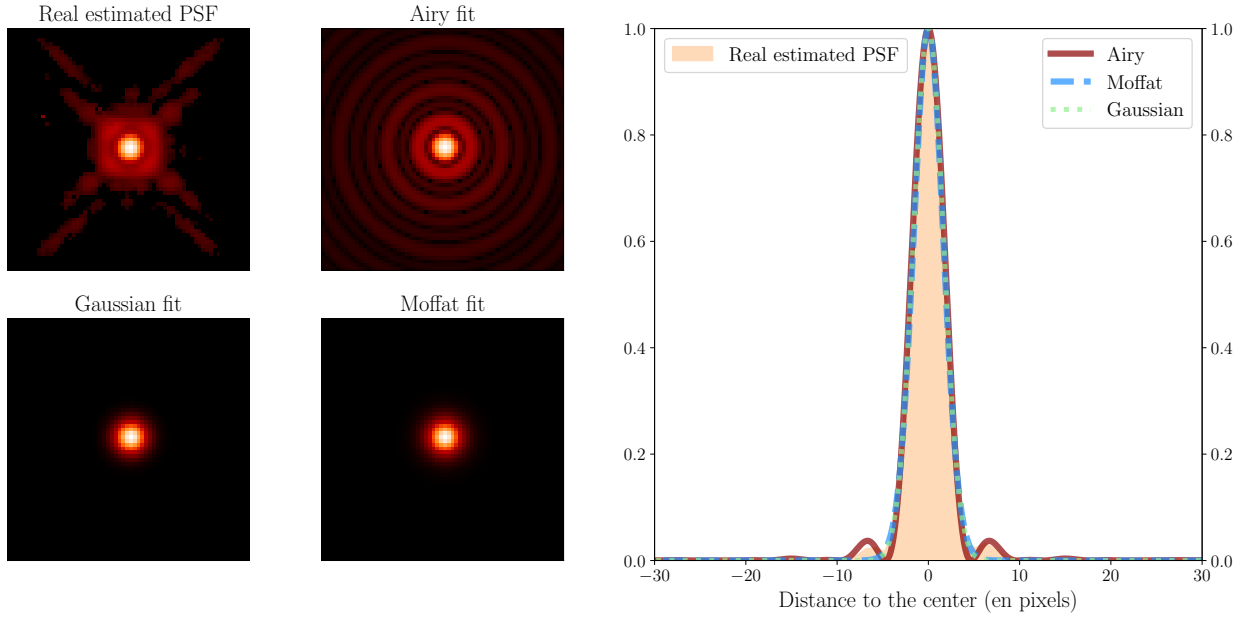 Real estimated PSF
Airy fit
Gaussian fit
Moffat fit
Real estimated PSF
Airy
Moffat
Gaussian
1.0
0.8
0.6
0.4
0.2
0.0
1.0
0.8
0.6
0.4
0.2
0.0
−30
−20
−10
0
10
20
30
Distance to the center (en pixels)